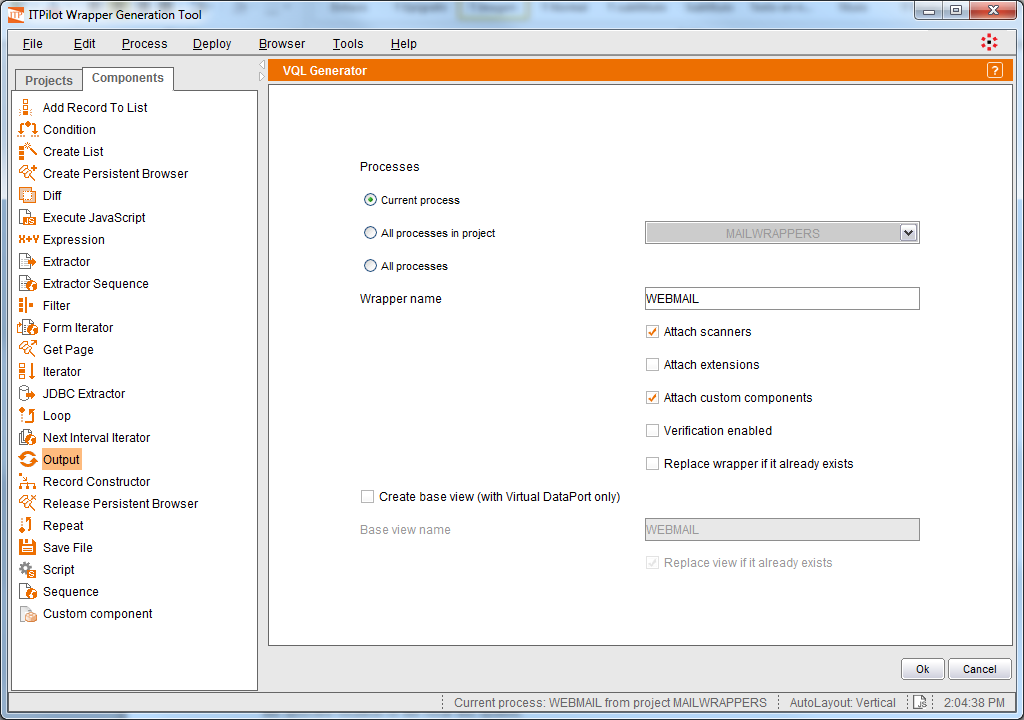 ITPilot Wrapper Generation Tool
File Edit Process Deploy Browser Tools Help
Projects Components
Add Record To List
Condition
Create List
Create Persistent Browser
Diff
Execute JavaScript
X+Y Expression
Extractor
Extractor Sequence
Filter
Form Iterator
Get Page
Iterator
JDBC Extractor
Loop
Next Interval Iterator
Output
Record Constructor
Release Persistent Browser
Repeat
Save File
Script
Sequence
Custom component
VQL Generator ?
Processes
Current process
All processes in project MAILWRAPPERS
All processes
Wrapper name WEBMAIL
Attach scanners
Attach extensions
Attach custom components
Verification enabled
Replace wrapper if it already exists
Create base view (with Virtual DataPort only)
Base view name WEBMAIL
Replace view if it already exists
Ok Cancel
Current process: WEBMAIL from project MAILWRAPPERS AutoLayout: Vertical 2:04:38 PM